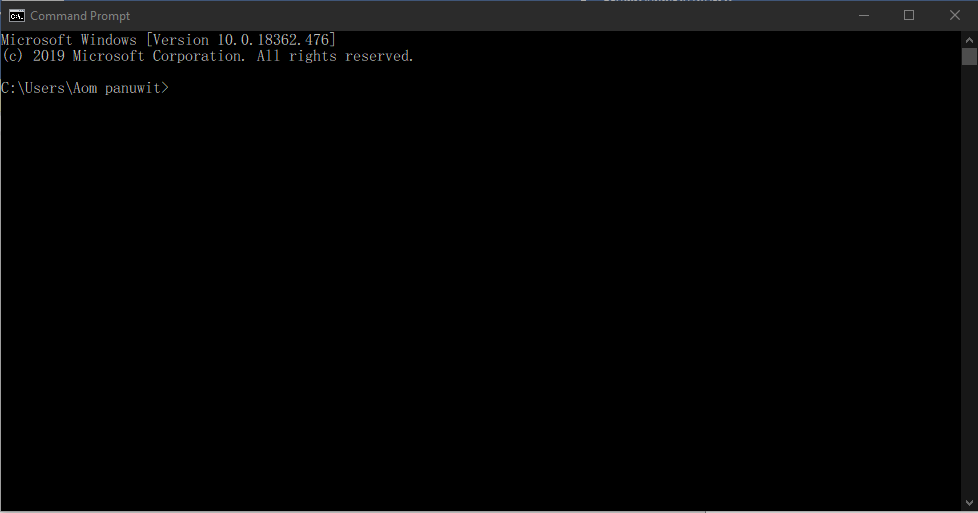 Command Prompt
Microsoft Windows [Version 10.0.18362.476]
(c) 2019 Microsoft Corporation. All rights reserved.
C:\Users\Aom panuwit>